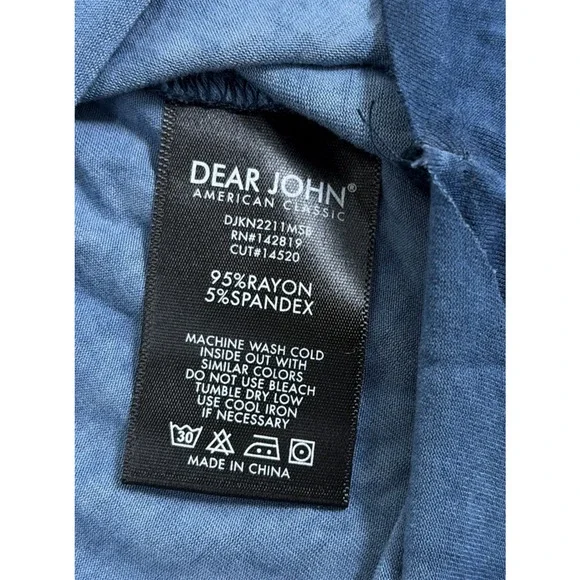 DEAR JOHN®
AMERICAN CLASSIC
DJKN2211MSB
RN#142819
CUT#14520
95%RAYON
5%SPANDEX
MACHINE WASH COLD
INSIDE OUT WITH
SIMILAR COLORS
DO NOT USE BLEACH
TUMBLE DRY LOW
USE COOL IRON
IF NECESSARY
30
MADE IN CHINA